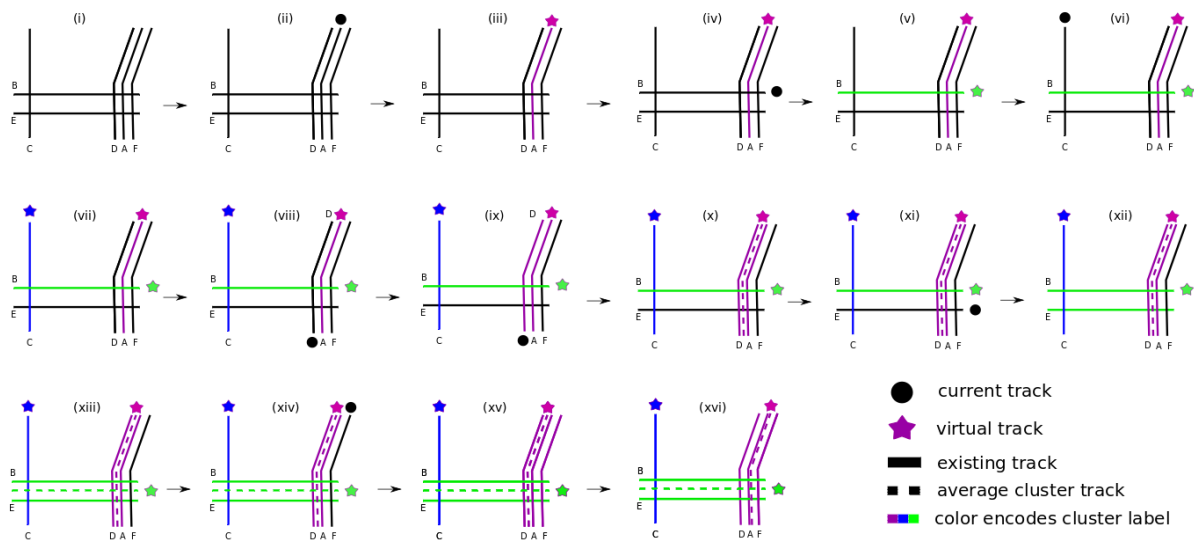 (i) (ii) (iii) (iv) (v) (vi)
B B B B B B
E E E E E E
C D A F C D A F C D A F C D A F C D A F C D A F
(vii) (viii) D (ix) D (x) (xi) (xii)
B B B B B B
E E E E E E
C D A F C A F C A F C D A F C D A F C D A F
(xiii) (xiv) (xv) (xvi)
B B B B
E E E E
C D A F C D A F C D A F C D A F
current track
virtual track
existing track
average cluster track
color encodes cluster label